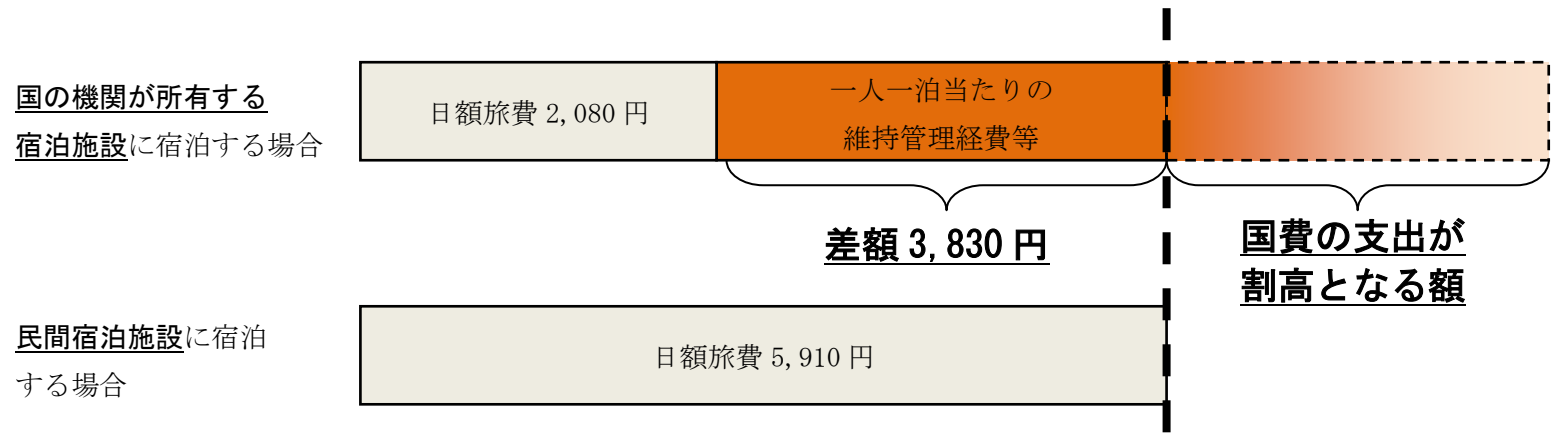 国の機関が所有する
宿泊施設に宿泊する場合
日額旅費 2,080 円
一人一泊当たりの
維持管理経費等
差額 3,830 円
国費の支出が
割高となる額
民間宿泊施設に宿泊
する場合
日額旅費 5,910 円